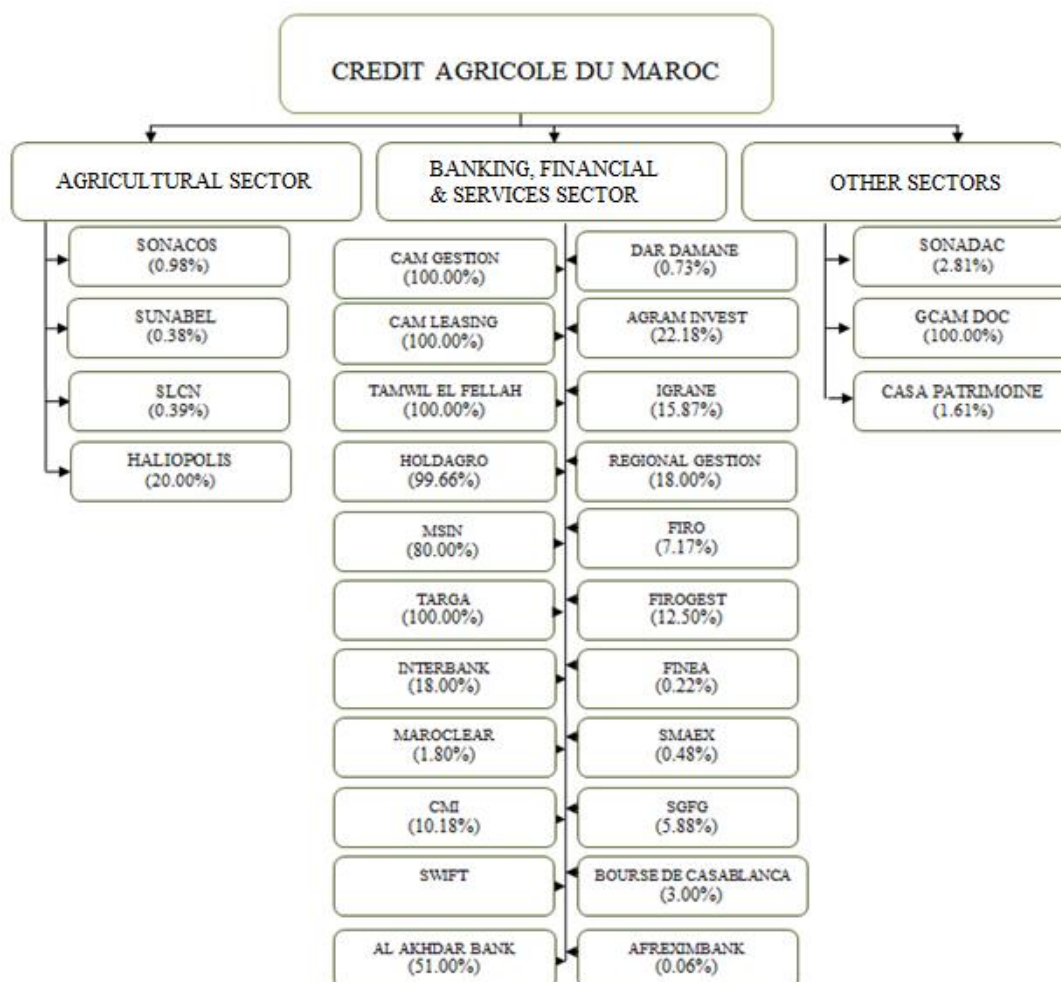 CREDIT AGRICOLE DU MAROC
AGRICULTURAL SECTOR
SONACOS
(0.98%)
SUNABEL
(0.38%)
SLCN
(0.39%)
HALIOPOLIS
(20.00%)
BANKING, FINANCIAL
& SERVICES SECTOR
CAM GESTION
(100.00%)
CAM LEASING
(100.00%)
TAMWIL EL FELLAH
(100.00%)
HOLDAGRO
(99.66%)
MSIN
(80.00%)
TARGA
(100.00%)
INTERBANK
(18.00%)
MAROCLEAR
(1.80%)
CMI
(10.18%)
SWIFT
AL AKHDAR BANK
(51.00%)
DAR DAMANE
(0.73%)
AGRAM INVEST
(22.18%)
IGRANE
(15.87%)
REGIONAL GESTION
(18.00%)
FIRO
(7.17%)
FIROGEST
(12.50%)
FINEA
(0.22%)
SMAEX
(0.48%)
SGFG
(5.88%)
BOURSE DE CASABLANCA
(3.00%)
AFREXIMBANK
(0.06%)
OTHER SECTORS
SONADAC
(2.81%)
GCAM DOC
(100.00%)
CASA PATRIMOINE
(1.61%)